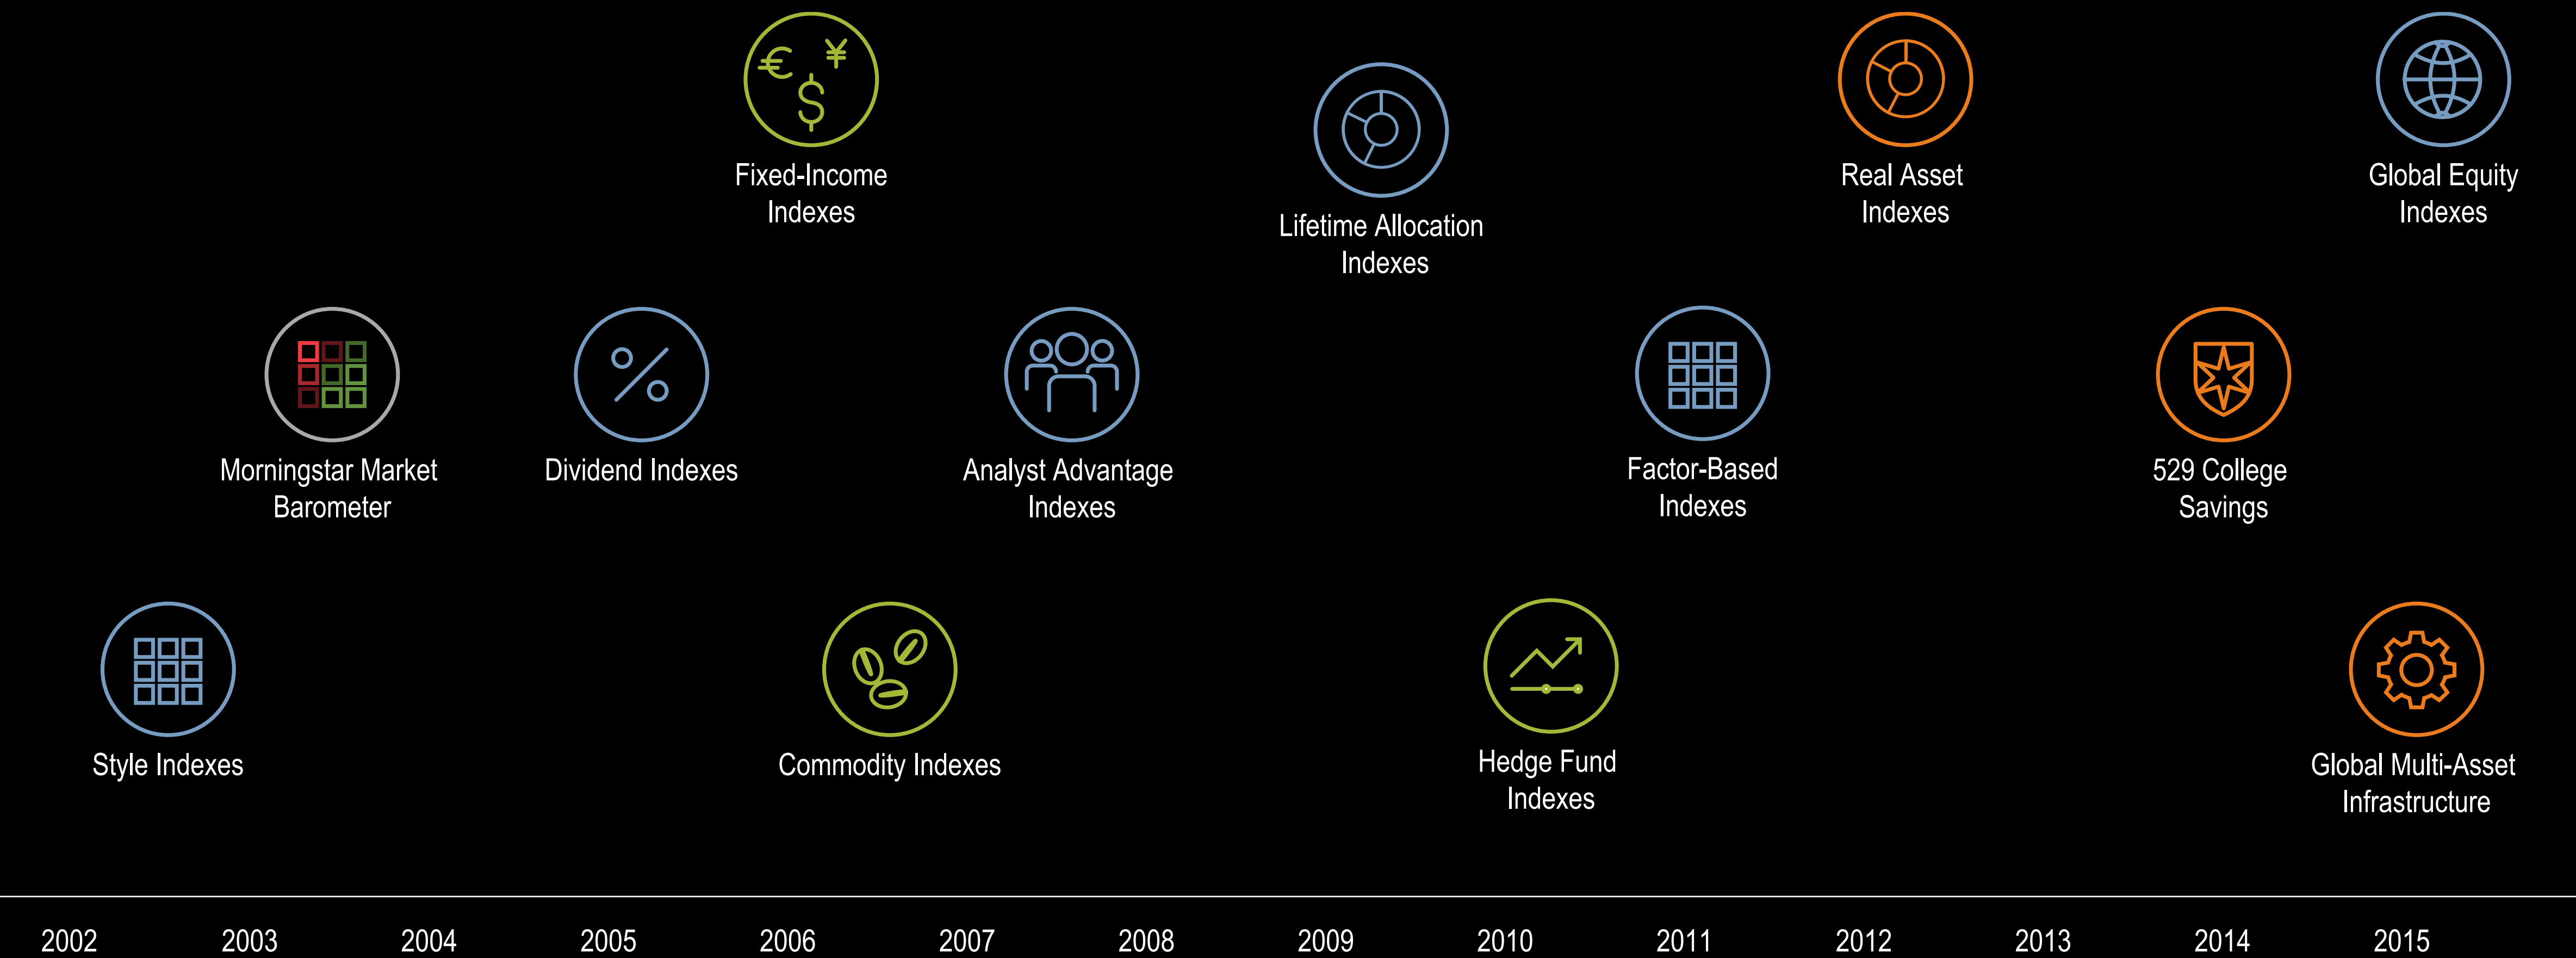 € ¥
$
Fixed-Income
Indexes
Lifetime Allocation
Indexes
Real Asset
Indexes
Global Equity
Indexes
Morningstar Market
Barometer
%
Dividend Indexes
Analyst Advantage
Indexes
Factor-Based
Indexes
529 College
Savings
Style Indexes
Commodity Indexes
Hedge Fund
Indexes
Global Multi-Asset
Infrastructure
2002 2003 2004 2005 2006 2007 2008 2009 2010 2011 2012 2013 2014 2015